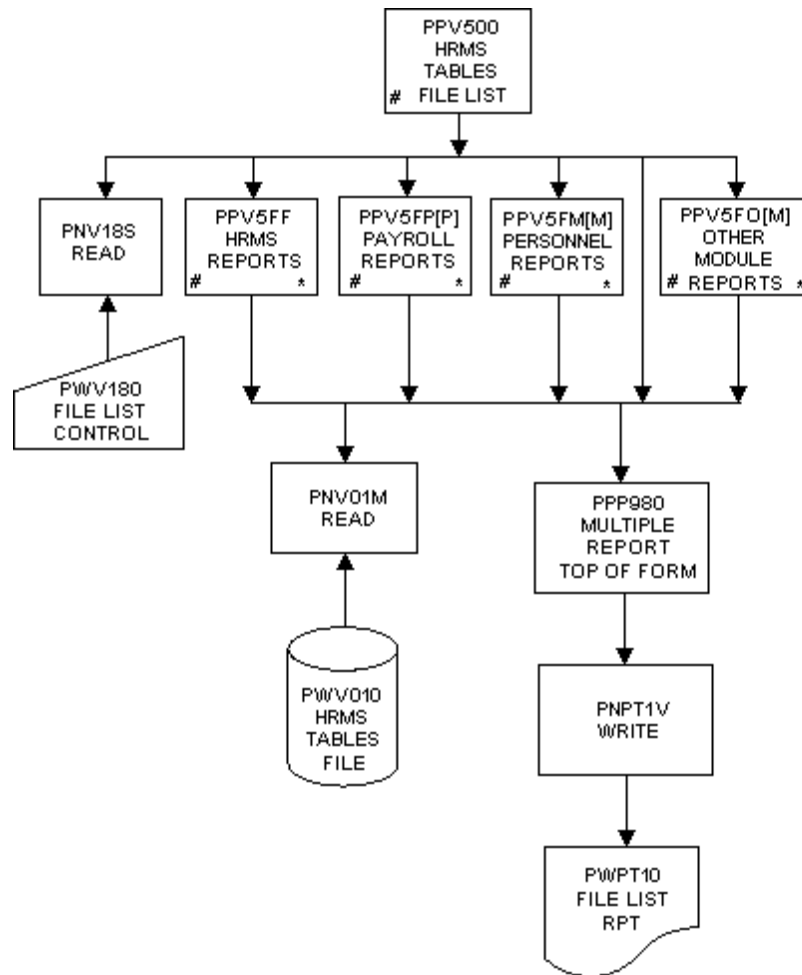 PPV500
HRMS
TABLES
# FILE LIST
PNV18S
READ
PPV5FF
HRMS
REPORTS
# *
PPV5FP[P]
PAYROLL
REPORTS
# *
PPV5FM[M]
PERSONNEL
REPORTS
# *
PPV5FO[M]
OTHER
MODULE
# REPORTS *
PWV180
FILE LIST
CONTROL
PNV01M
READ
PPP980
MULTIPLE
REPORT
TOP OF FORM
PWV010
HRMS
TABLES
FILE
PNPT1V
WRITE
PWPT10
FILE LIST
RPT